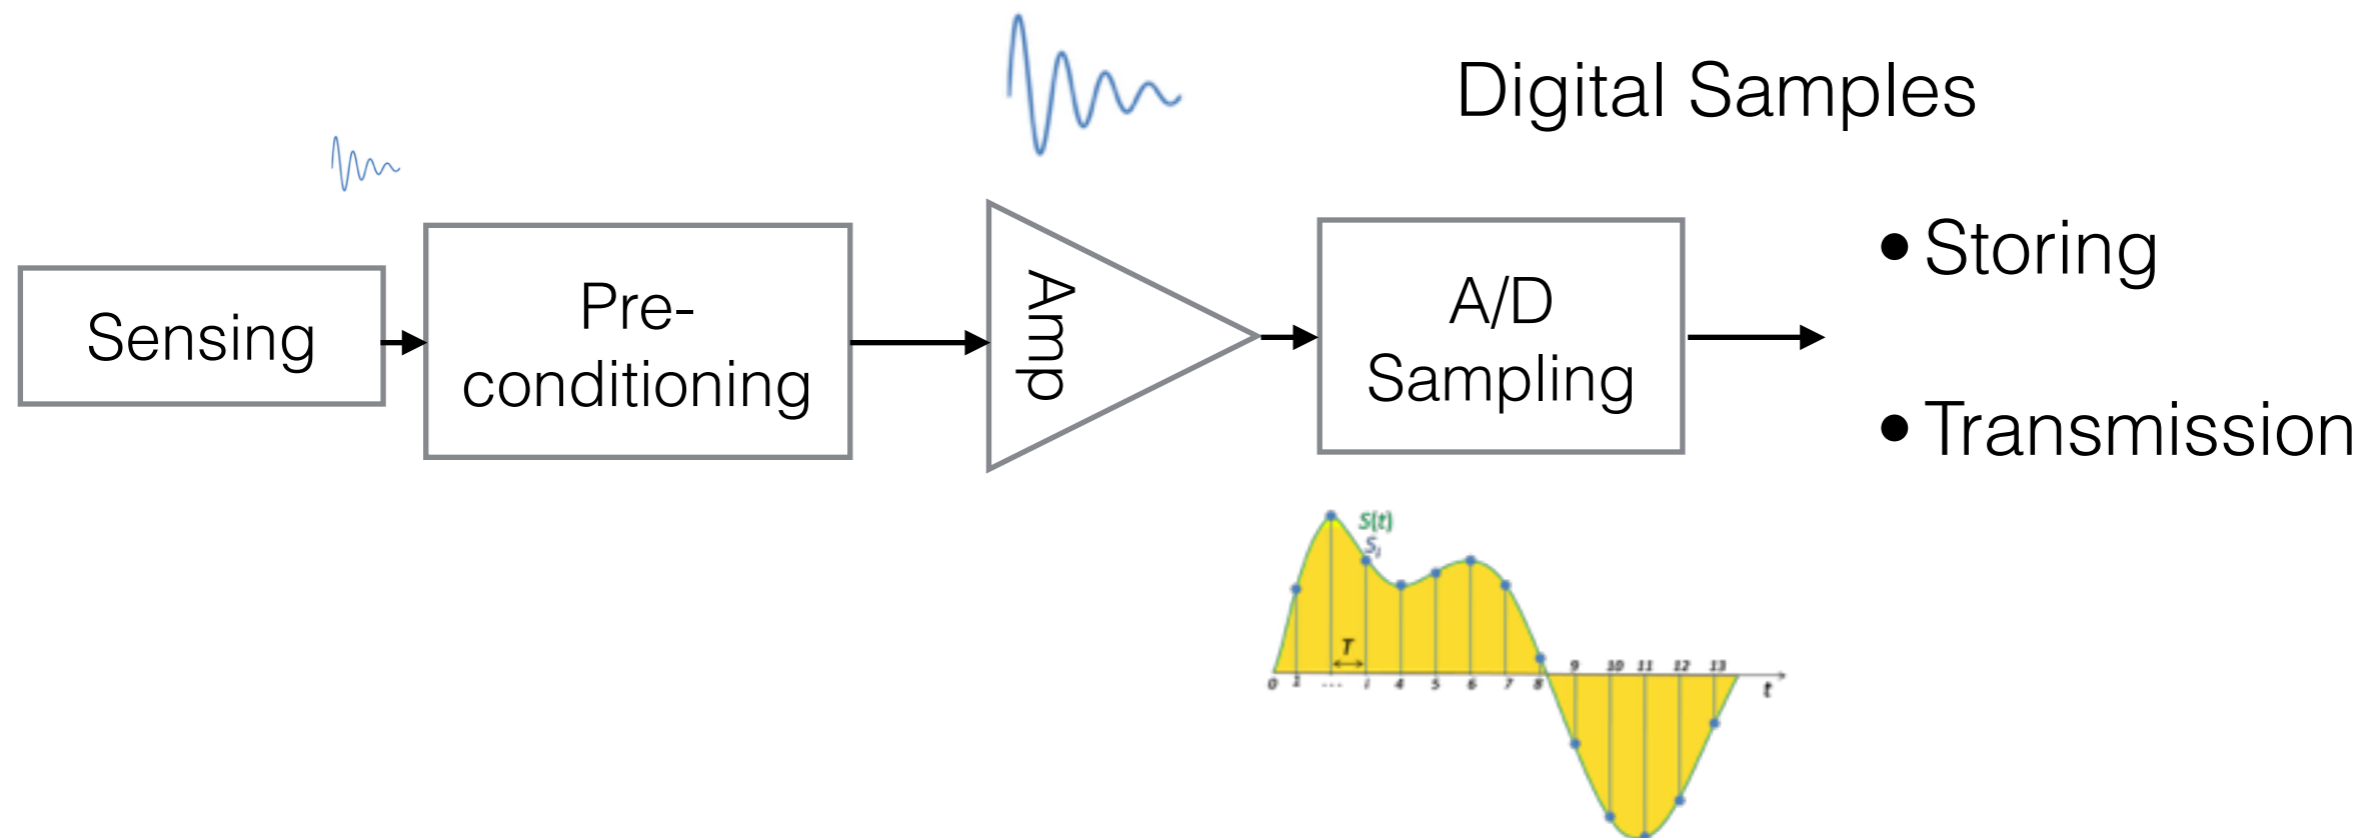 Digital Samples
Sensing
Pre-
conditioning
Amp
A/D
Sampling
• Storing
• Transmission
S(t)
Si
T
9 10 11 12 13
0 1 ... i 4 5 6 7 8
t